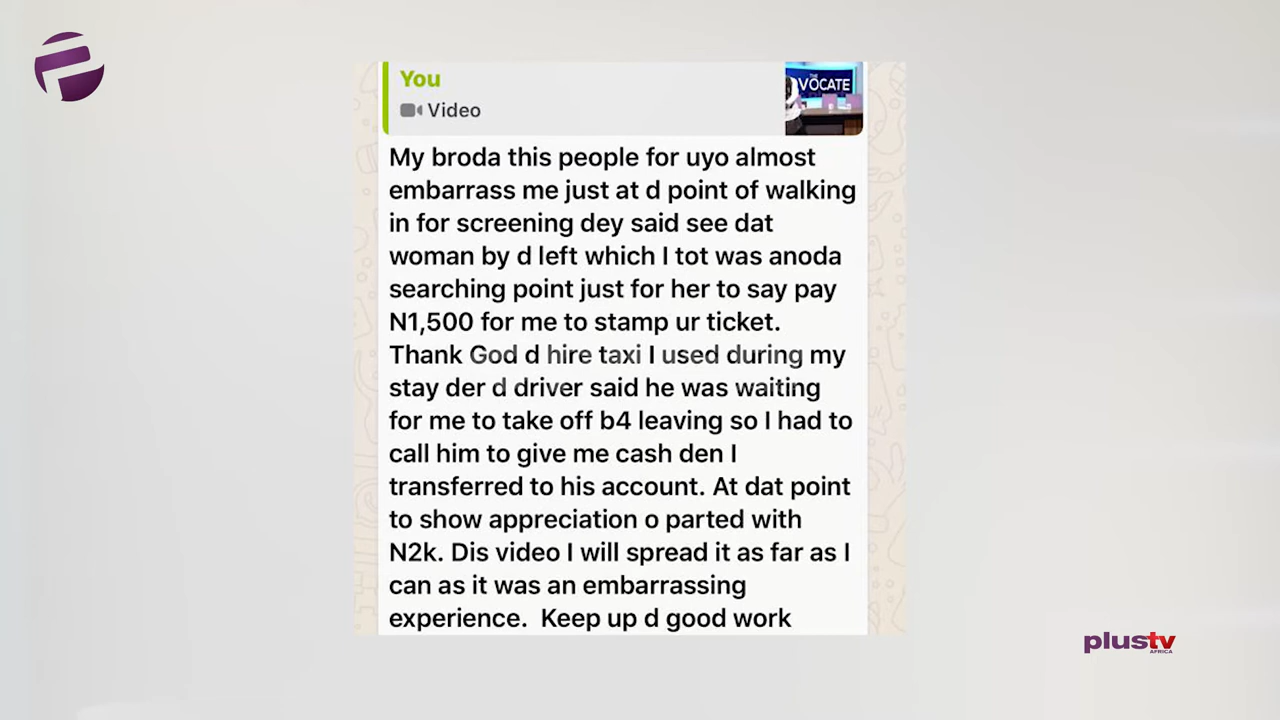 You
Video
THE
VOCATE
My broda this people for uyo almost
embarrass me just at d point of walking
in for screening dey said see dat
woman by d left which I tot was anoda
searching point just for her to say pay
N1,500 for me to stamp ur ticket.
Thank God d hire taxi I used during my
stay der d driver said he was waiting
for me to take off b4 leaving so I had to
call him to give me cash den I
transferred to his account. At dat point
to show appreciation o parted with
N2k. Dis video I will spread it as far as I
can as it was an embarrassing
experience.  Keep up d good work
plustv
AFRICA